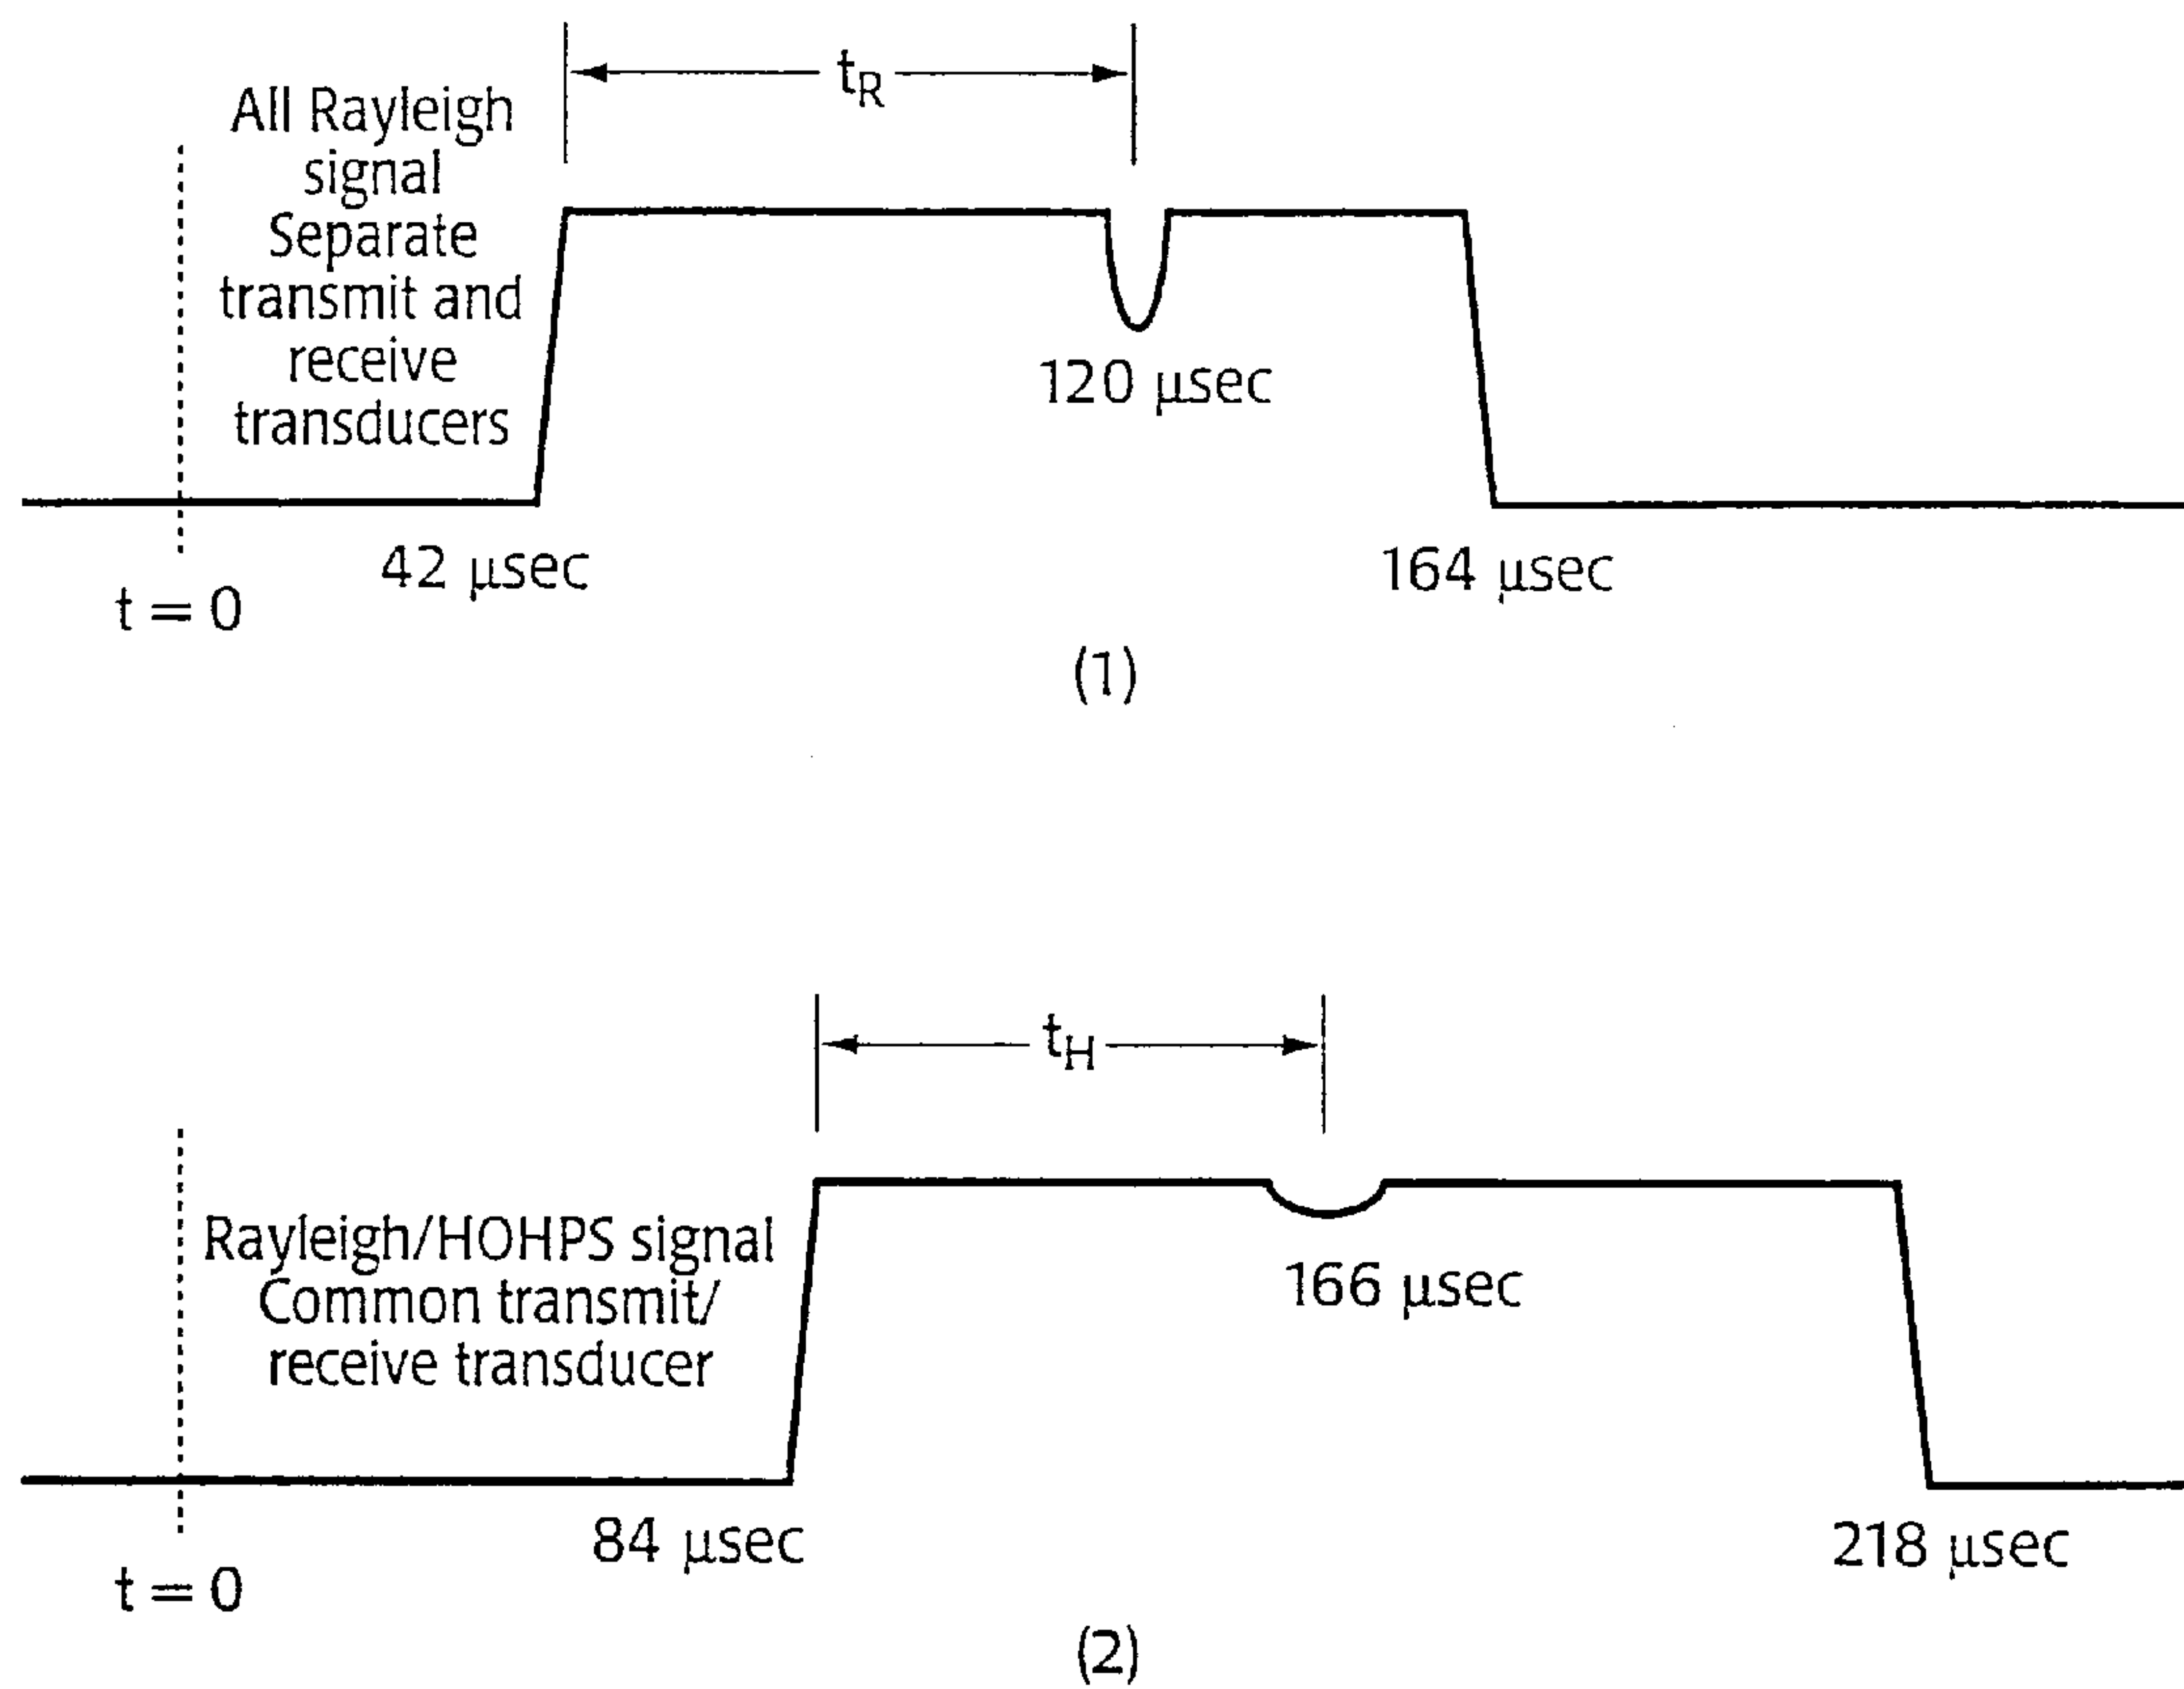 t_R
All Rayleigh
signal
Separate
transmit and
receive
transducers
120 μsec
42 μsec
164 μsec
t = 0
(1)
t_H
Rayleigh/HOHPS signal
Common transmit/
receive transducer
166 μsec
84 μsec
218 μsec
t = 0
(2)